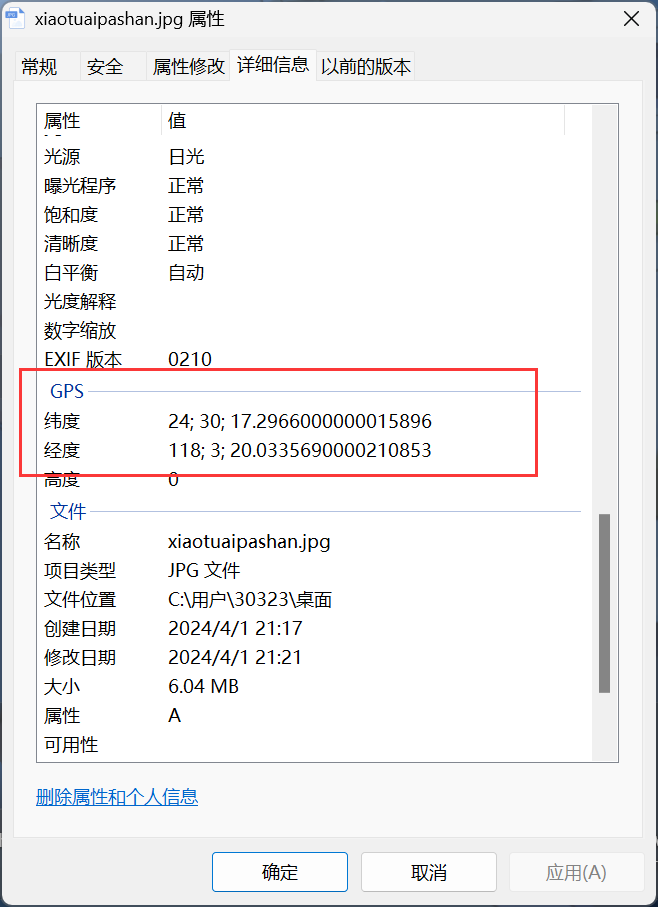 xiaotuaipashan.jpg 属性
常规 安全 属性修改 详细信息 以前的版本
属性 值
光源 日光
曝光程序 正常
饱和度 正常
清晰度 正常
白平衡 自动
光度解释
数字缩放
EXIF 版本 0210
GPS
纬度 24; 30; 17.2966000000015896
经度 118; 3; 20.0335690000210853
高度 0
文件
名称 xiaotuaipashan.jpg
项目类型 JPG 文件
文件位置 C:\用户\30323\桌面
创建日期 2024/4/1 21:17
修改日期 2024/4/1 21:21
大小 6.04 MB
属性 A
可用性
删除属性和个人信息
确定 取消 应用(A)